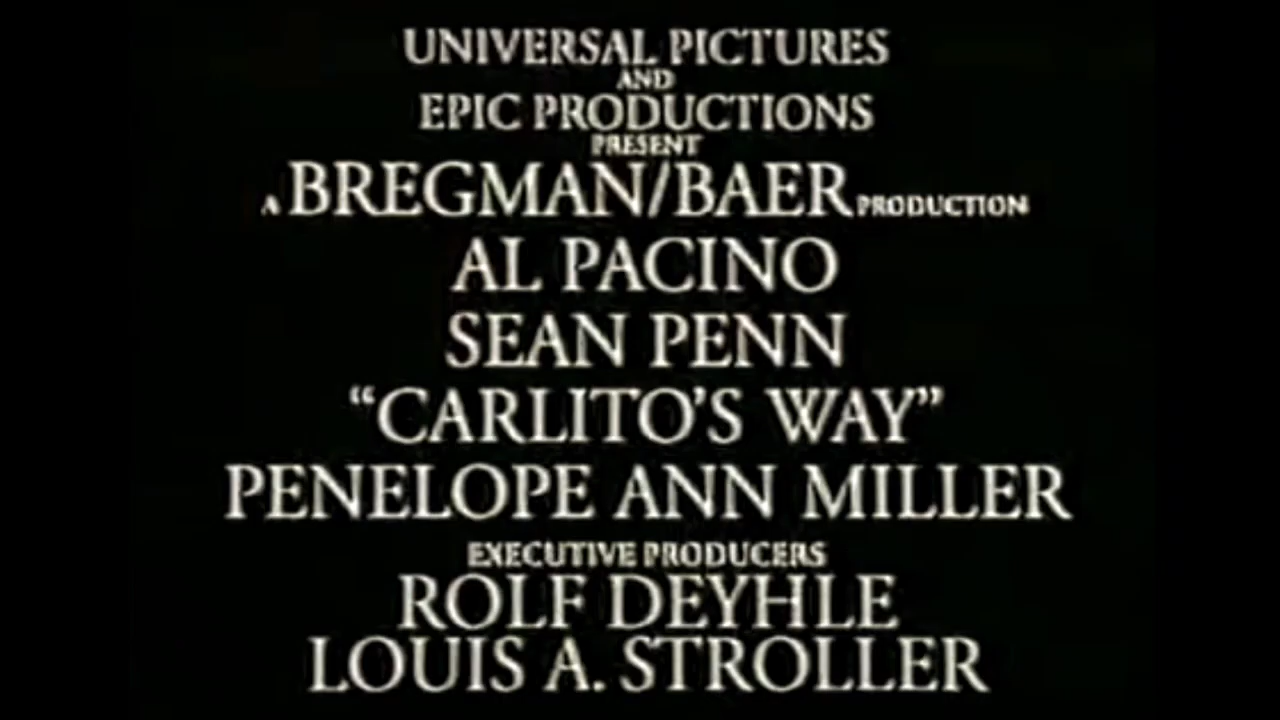 UNIVERSAL PICTURES
AND
EPIC PRODUCTIONS
PRESENT
A BREGMAN/BAER PRODUCTION
AL PACINO
SEAN PENN
“CARLITO’S WAY”
PENELOPE ANN MILLER
EXECUTIVE PRODUCERS
ROLF DEYHLE
LOUIS A. STROLLER